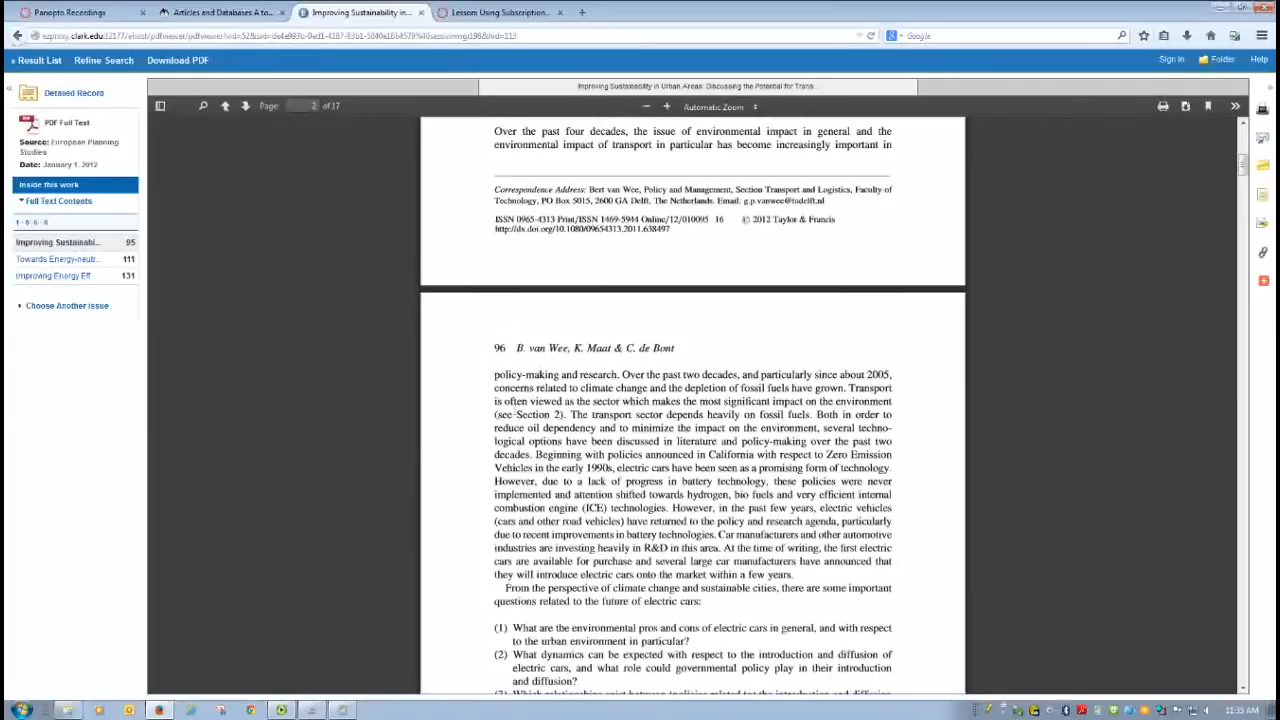 Panopto Recordings
Articles and Databases A to...
Improving Sustainability in...
Lesson: Using Subscription...
Google
Result List Refine Search Download PDF
Sign In Folder Help
Improving Sustainability in Urban Areas: Discussing the Potential for Trans...
Detailed Record
PDF Full Text
Source: European Planning
Studies
Date: January 1, 2012
Inside this work
Full Text Contents
1 - 5 | 6 - 8
Improving Sustainabi... 95
Towards Energy-neutr... 111
Improving Energy Eff... 131
Choose Another Issue
Page: 2 of 17
Automatic Zoom
Over the past four decades, the issue of environmental impact in general and the
environmental impact of transport in particular has become increasingly important in
Correspondence Address: Bert van Wee, Policy and Management, Section Transport and Logistics, Faculty of
Technology, PO Box 5015, 2600 GA Delft, The Netherlands. Email: g.p.vanwee@tudelft.nl
ISSN 0965-4313 Print/ISSN 1469-5944 Online/12/010095–16 © 2012 Taylor & Francis
http://dx.doi.org/10.1080/09654313.2011.638497
96 B. van Wee, K. Maat & C. de Bont
policy-making and research. Over the past two decades, and particularly since about 2005,
concerns related to climate change and the depletion of fossil fuels have grown. Transport
is often viewed as the sector which makes the most significant impact on the environment
(see Section 2). The transport sector depends heavily on fossil fuels. Both in order to
reduce oil dependency and to minimize the impact on the environment, several techno-
logical options have been discussed in literature and policy-making over the past two
decades. Beginning with policies announced in California with respect to Zero Emission
Vehicles in the early 1990s, electric cars have been seen as a promising form of technology.
However, due to a lack of progress in battery technology, these policies were never
implemented and attention shifted towards hydrogen, bio fuels and very efficient internal
combustion engine (ICE) technologies. However, in the past few years, electric vehicles
(cars and other road vehicles) have returned to the policy and research agenda, particularly
due to recent improvements in battery technologies. Car manufacturers and other automotive
industries are investing heavily in R&D in this area. At the time of writing, the first electric
cars are available for purchase and several large car manufacturers have announced that
they will introduce electric cars onto the market within a few years.
From the perspective of climate change and sustainable cities, there are some important
questions related to the future of electric cars:
(1) What are the environmental pros and cons of electric cars in general, and with respect
to the urban environment in particular?
(2) What dynamics can be expected with respect to the introduction and diffusion of
electric cars, and what role could governmental policy play in their introduction
and diffusion?
11:35 AM